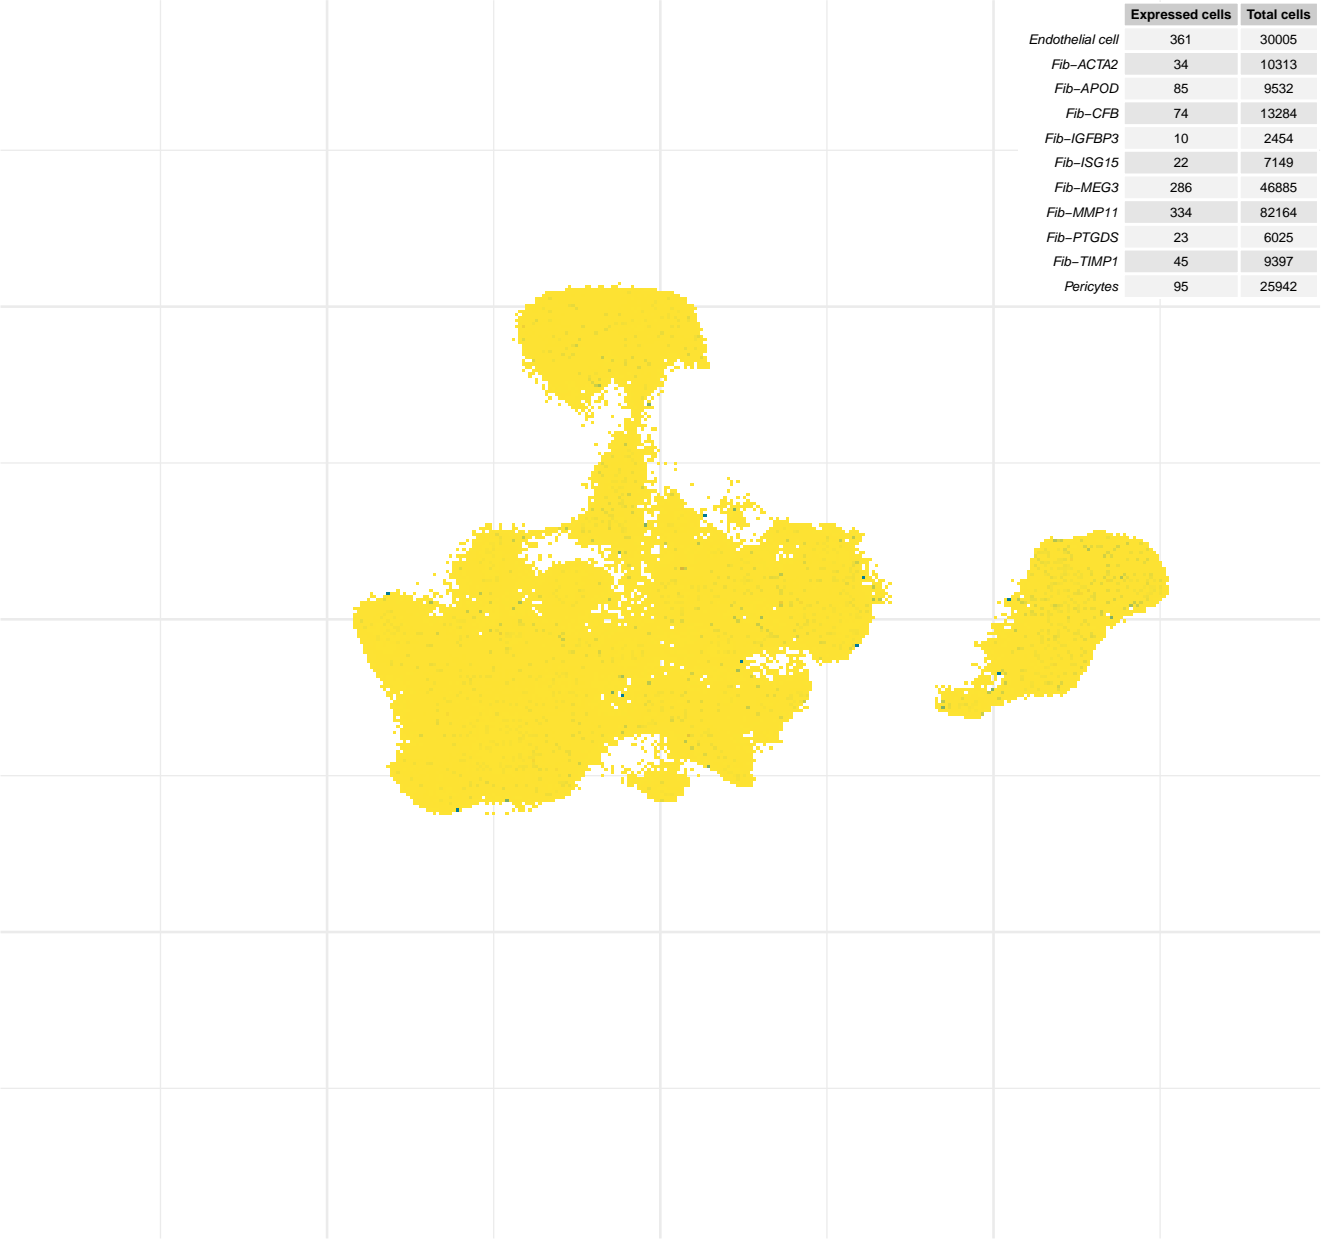 Expressed cells Total cells
Endothelial cell 361 30005
Fib−ACTA2 34 10313
Fib−APOD 85 9532
Fib−CFB 74 13284
Fib−IGFBP3 10 2454
Fib−ISG15 22 7149
Fib−MEG3 286 46885
Fib−MMP11 334 82164
Fib−PTGDS 23 6025
Fib−TIMP1 45 9397
Pericytes 95 25942